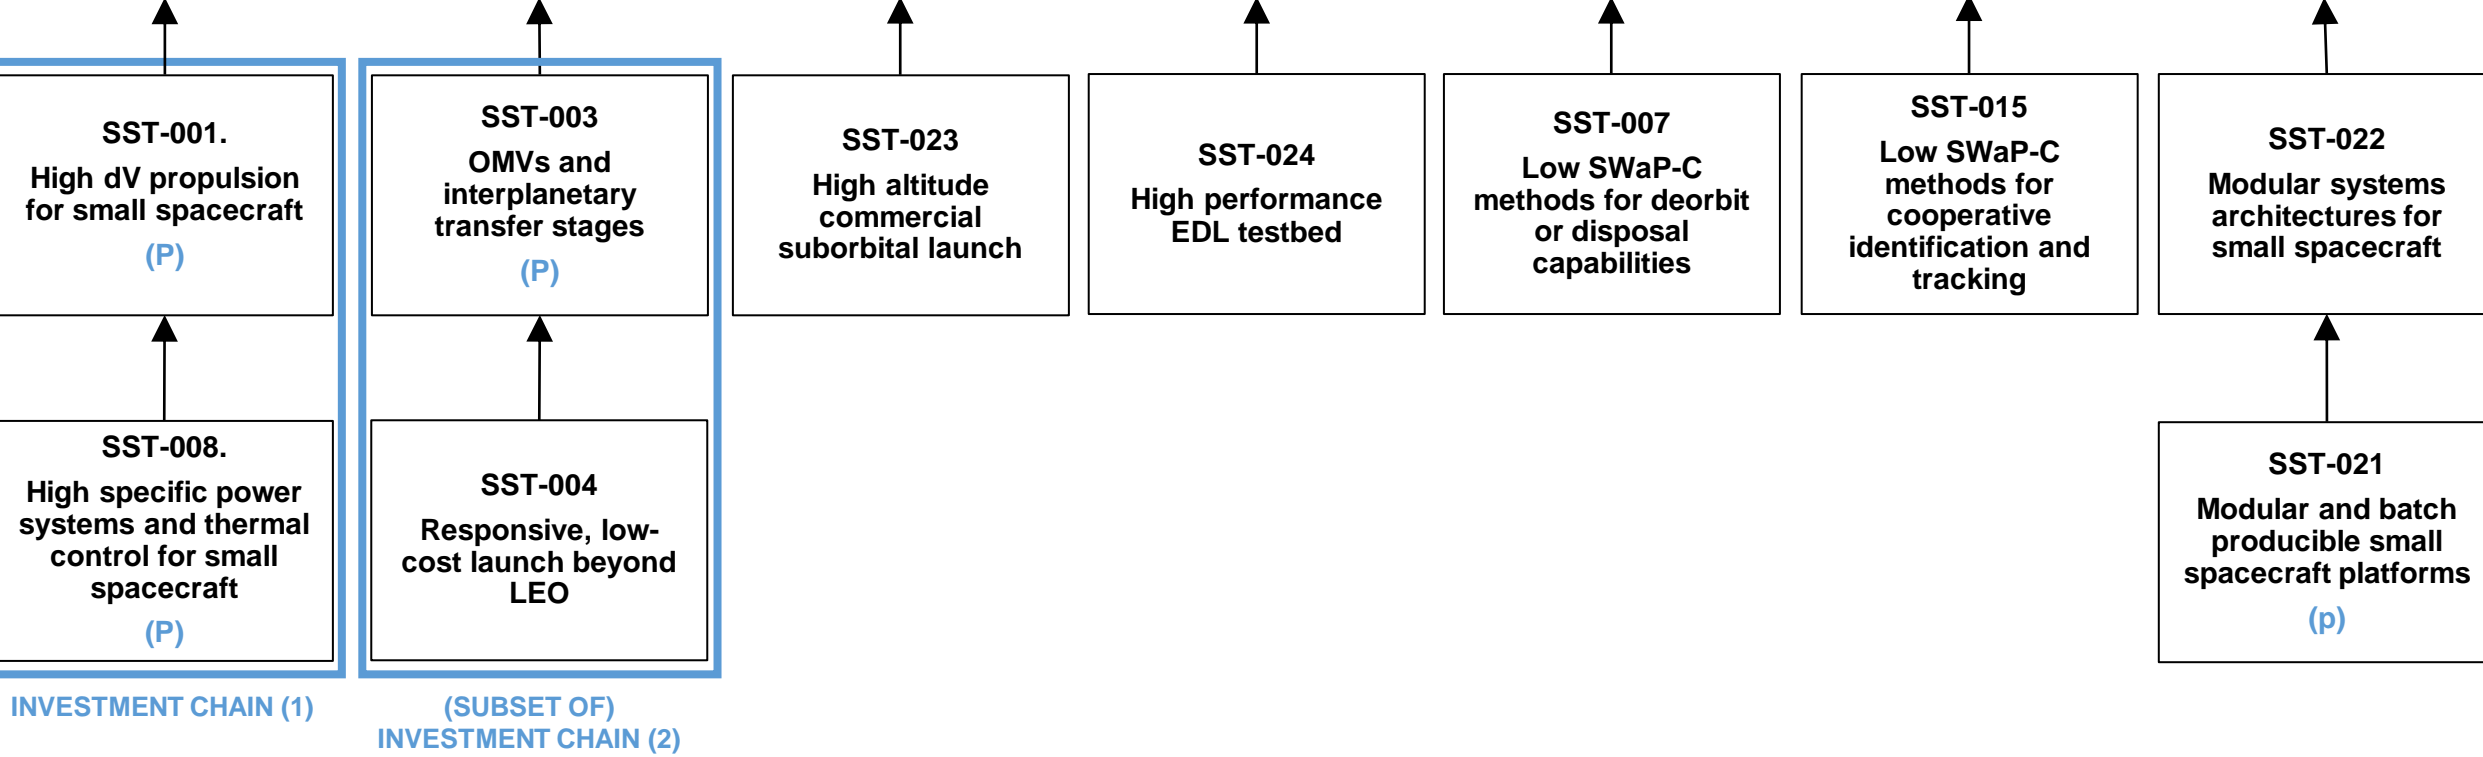 SST-001.
High dV propulsion
for small spacecraft
(P)
SST-003
OMVs and
interplanetary
transfer stages
(P)
SST-023
High altitude
commercial
suborbital launch
SST-024
High performance
EDL testbed
SST-007
Low SWaP-C
methods for deorbit
or disposal
capabilities
SST-015
Low SWaP-C
methods for
cooperative
identification and
tracking
SST-022
Modular systems
architectures for
small spacecraft
SST-008.
High specific power
systems and thermal
control for small
spacecraft
(P)
SST-004
Responsive, low-
cost launch beyond
LEO
SST-021
Modular and batch
producible small
spacecraft platforms
(p)
INVESTMENT CHAIN (1)
(SUBSET OF)
INVESTMENT CHAIN (2)